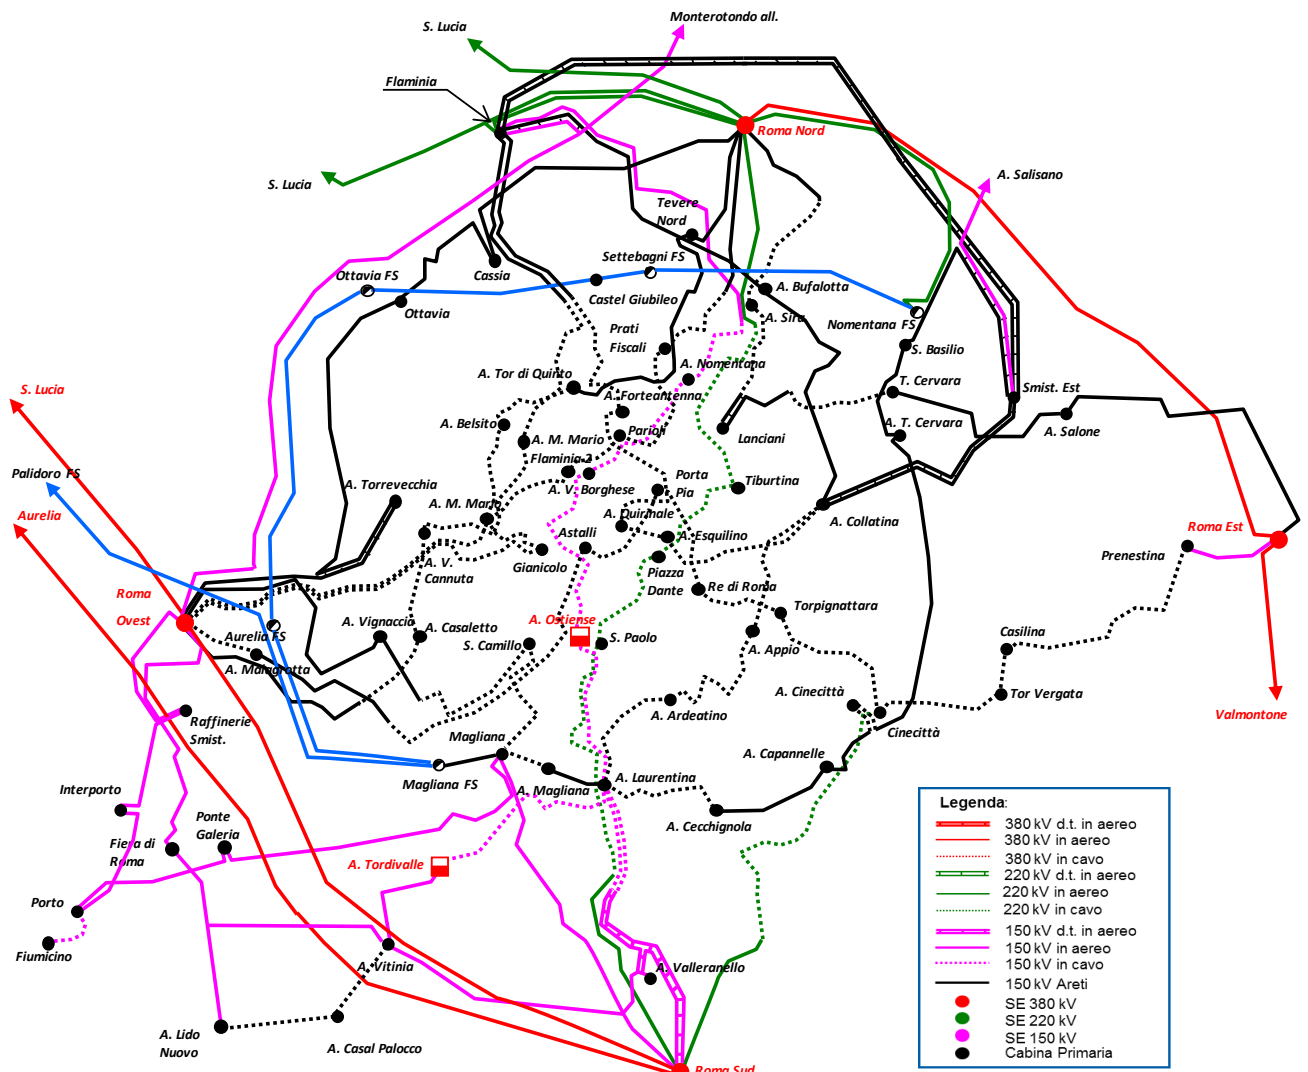 Monterotondo all.
S. Lucia
Flaminia
Roma Nord
S. Lucia
A. Salisano
Tevere
Nord
Settebagni FS
Ottavia FS
Cassia
Castel Giubileo
A. Bufalotta
Ottavia
A. Sira
Nomentana FS
Prati
Fiscali
S. Basilio
A. Nomentana
A. Tor di Quinto
T. Cervara
Smist. Est
S. Lucia
A. Forteantenna
A. Belsito
Parioli
Lanciani
A. T. Cervara
A. Salone
A. M. Mario
Flaminia 2
Palidoro FS
A. Torrevecchia
A. V. Borghese
Porta
Pia
Tiburtina
A. M. Mario
Aurelia
A. Quirinale
A. Collatina
Roma Est
Astalli
A. Esquilino
Prenestina
A. V.
Cannuta
Gianicolo
Piazza
Dante
Re di Roma
Roma
Ovest
A. Ostiense
Torpignattara
Aurelia FS
A. Vignaccia
A. Casaletto
S. Camillo
S. Paolo
A. Appio
Casilina
A. Malagrotta
A. Cinecittà
Tor Vergata
A. Ardeatino
Valmontone
Raffinerie
Smist.
Cinecittà
Magliana
A. Capannelle
Magliana FS
A. Magliana
A. Laurentina
Interporto
A. Cecchignola
Ponte
Galeria
Fiera di
Roma
A. Tordivalle
Porto
Fiumicino
A. Vitinia
A. Valleranello
A. Lido
Nuovo
A. Casal Palocco
Roma Sud
Legenda:
380 kV d.t. in aereo
380 kV in aereo
380 kV in cavo
220 kV d.t. in aereo
220 kV in aereo
220 kV in cavo
150 kV d.t. in aereo
150 kV in aereo
150 kV in cavo
150 kV Areti
SE 380 kV
SE 220 kV
SE 150 kV
Cabina Primaria